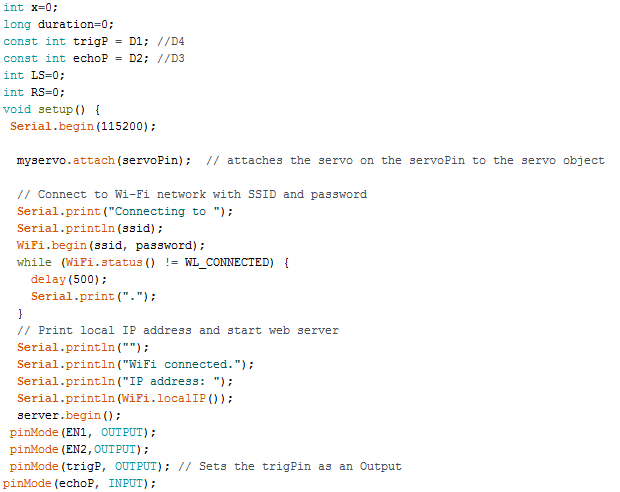 int x=0;
long duration=0;
const int trigP = D1; //D4
const int echoP = D2; //D3
int LS=0;
int RS=0;
void setup() {
Serial.begin(115200);
myservo.attach(servoPin); // attaches the servo on the servoPin to the servo object
// Connect to Wi-Fi network with SSID and password
Serial.print("Connecting to ");
Serial.println(ssid);
WiFi.begin(ssid, password);
while (WiFi.status() != WL_CONNECTED) {
delay(500);
Serial.print(".");
}
// Print local IP address and start web server
Serial.println("");
Serial.println("WiFi connected.");
Serial.println("IP address: ");
Serial.println(WiFi.localIP());
server.begin();
pinMode(EN1, OUTPUT);
pinMode(EN2,OUTPUT);
pinMode(trigP, OUTPUT); // Sets the trigPin as an Output
pinMode(echoP, INPUT);